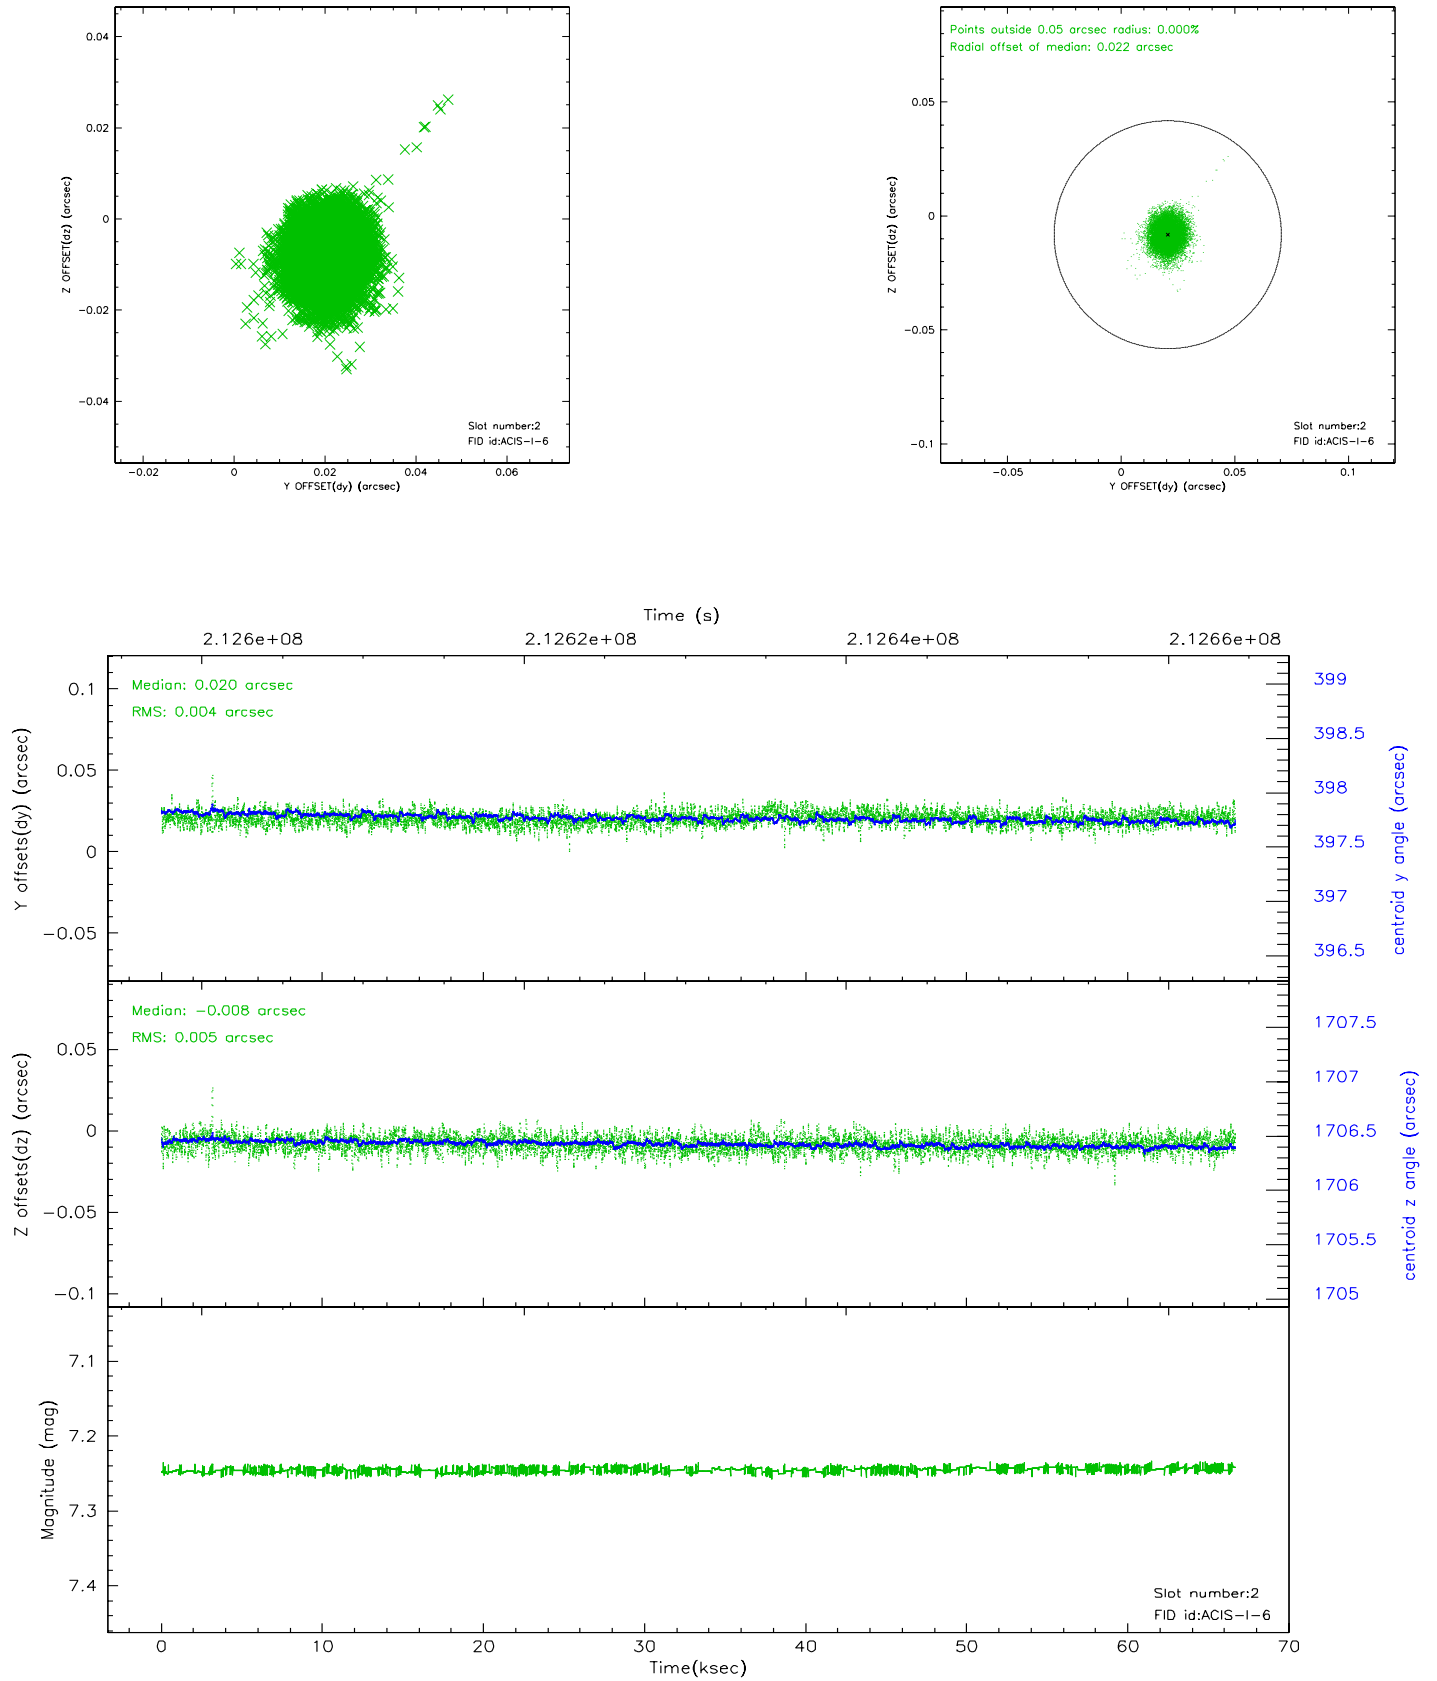 0.04
0.02
0
−0.02
−0.04
Z OFFSET(dz) (arcsec)
Slot number:2
FID id:ACIS−I−6
−0.02 0 0.02 0.04 0.06
Y OFFSET(dy) (arcsec)
Points outside 0.05 arcsec radius: 0.000%
Radial offset of median: 0.022 arcsec
0.05
0
−0.05
−0.1
Z OFFSET(dz) (arcsec)
Slot number:2
FID id:ACIS−I−6
−0.05 0 0.05 0.1
Y OFFSET(dy) (arcsec)
Time (s)
2.126e+08 2.1262e+08 2.1264e+08 2.1266e+08
Median: 0.020 arcsec
RMS: 0.004 arcsec
0.1
0.05
0
−0.05
Y offsets(dy) (arcsec)
399
398.5
398
397.5
397
396.5
centroid y angle (arcsec)
Median: −0.008 arcsec
RMS: 0.005 arcsec
0.05
0
−0.05
−0.1
Z offsets(dz) (arcsec)
1707.5
1707
1706.5
1706
1705.5
1705
centroid z angle (arcsec)
7.1
7.2
7.3
7.4
Magnitude (mag)
Slot number:2
FID id:ACIS−I−6
0 10 20 30 40 50 60 70
Time(ksec)